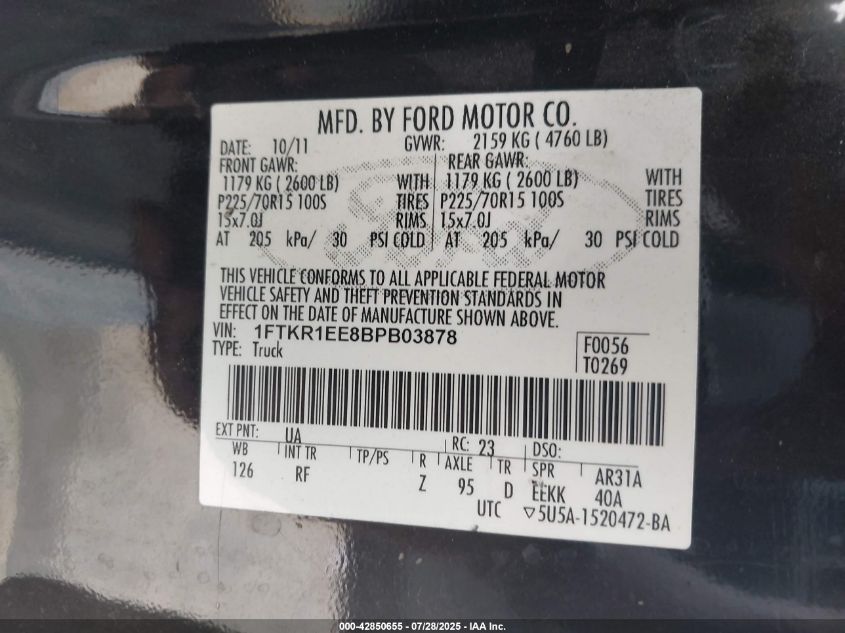 MFD. BY FORD MOTOR CO.
DATE: 10/11 GVWR: 2159 KG ( 4760 LB)
FRONT GAWR: REAR GAWR:
1179 KG ( 2600 LB) WITH 1179 KG ( 2600 LB) WITH
P225/70R15 100S TIRES P225/70R15 100S TIRES
15x7.0J RIMS 15x7.0J RIMS
AT 205 kPa/ 30 PSI COLD AT 205 kPa/ 30 PSI COLD
THIS VEHICLE CONFORMS TO ALL APPLICABLE FEDERAL MOTOR
VEHICLE SAFETY AND THEFT PREVENTION STANDARDS IN
EFFECT ON THE DATE OF MANUFACTURE SHOWN ABOVE.
VIN: 1FTKR1EE8BPB03878
TYPE: Truck
F0056
T0269
EXT PNT: UA RC: 23 DSO:
WB INT TR TP/PS R AXLE TR SPR AR31A
126 RF Z 95 D EEKK 40A
UTC ▽5U5A-1520472-BA
000-42850655 - 07/28/2025 - IAA Inc.